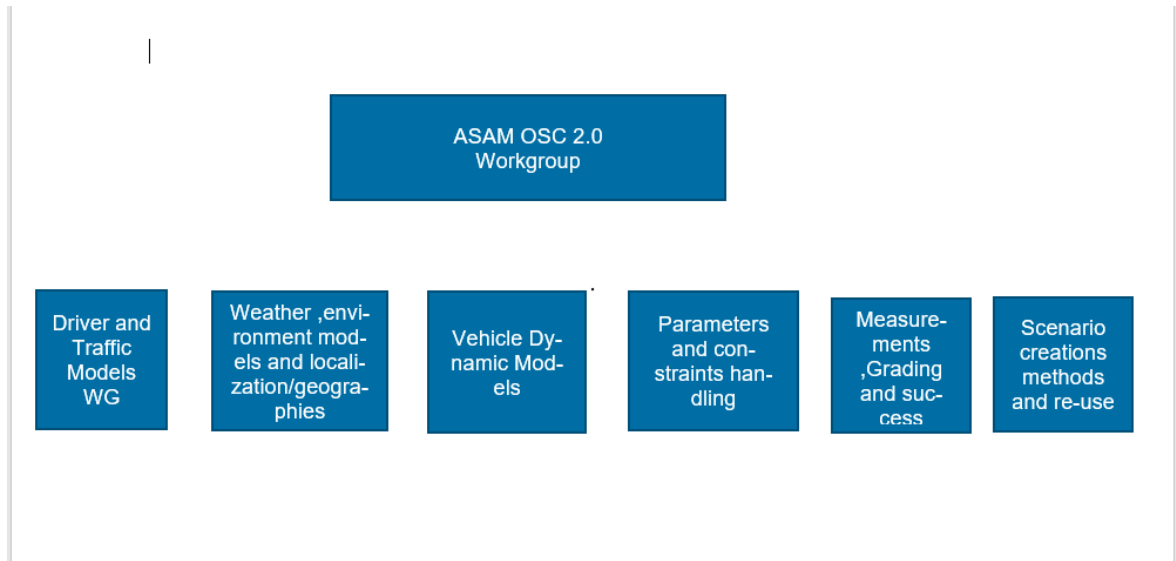 ASAM OSC 2.0
Workgroup
Driver and
Traffic
Models
WG
Weather ,envi-
ronment mod-
els and locali-
zation/geogra-
phies
Vehicle Dy-
namic Mod-
els
Parameters
and con-
straints han-
dling
Measure-
ments
,Grading
and suc-
cess
Scenario
creations
methods
and re-use